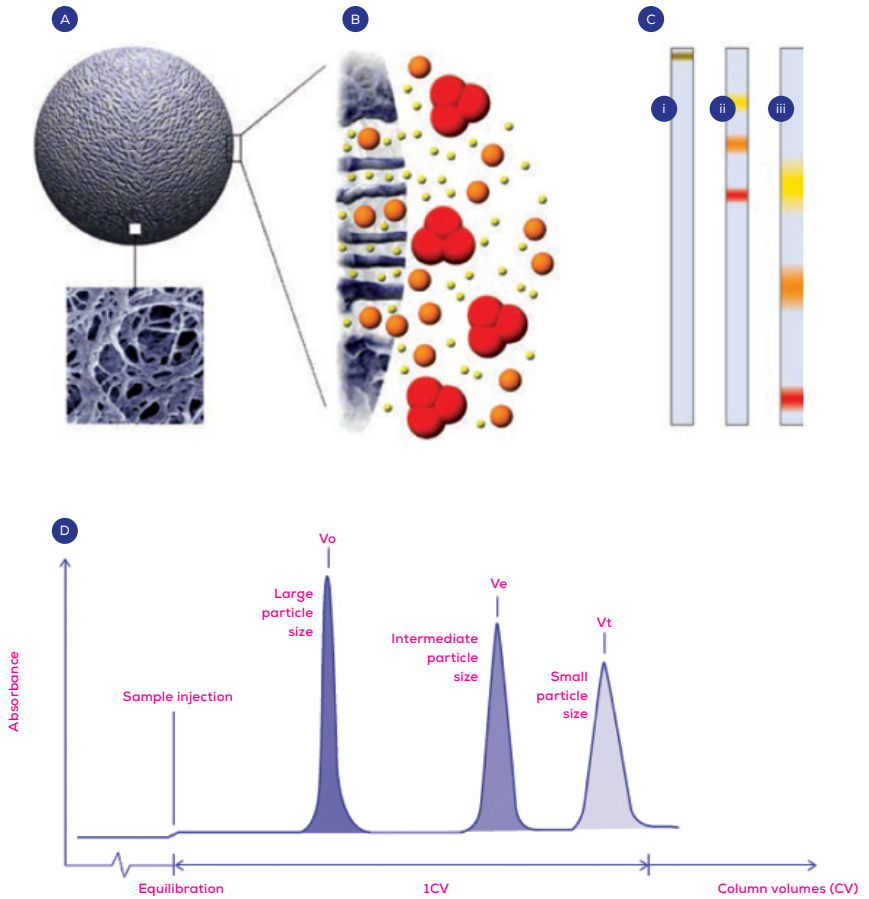 A
B
C
i
ii
iii
D
Vo
Large
particle
size
Ve
Intermediate
particle
size
Vt
Small
particle
size
Sample injection
Absorbance
Equilibration
1CV
Column volumes (CV)